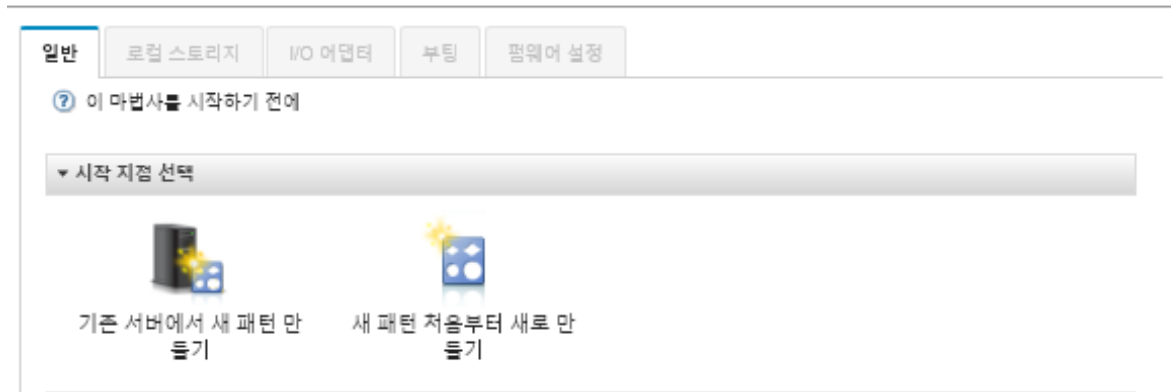 일반 로컬 스토리지 I/O 어댑터 부팅 펌웨어 설정
? 이 마법사를 시작하기 전에
▼ 시작 지점 선택
기존 서버에서 새 패턴 만
들기
새 패턴 처음부터 새로 만
들기